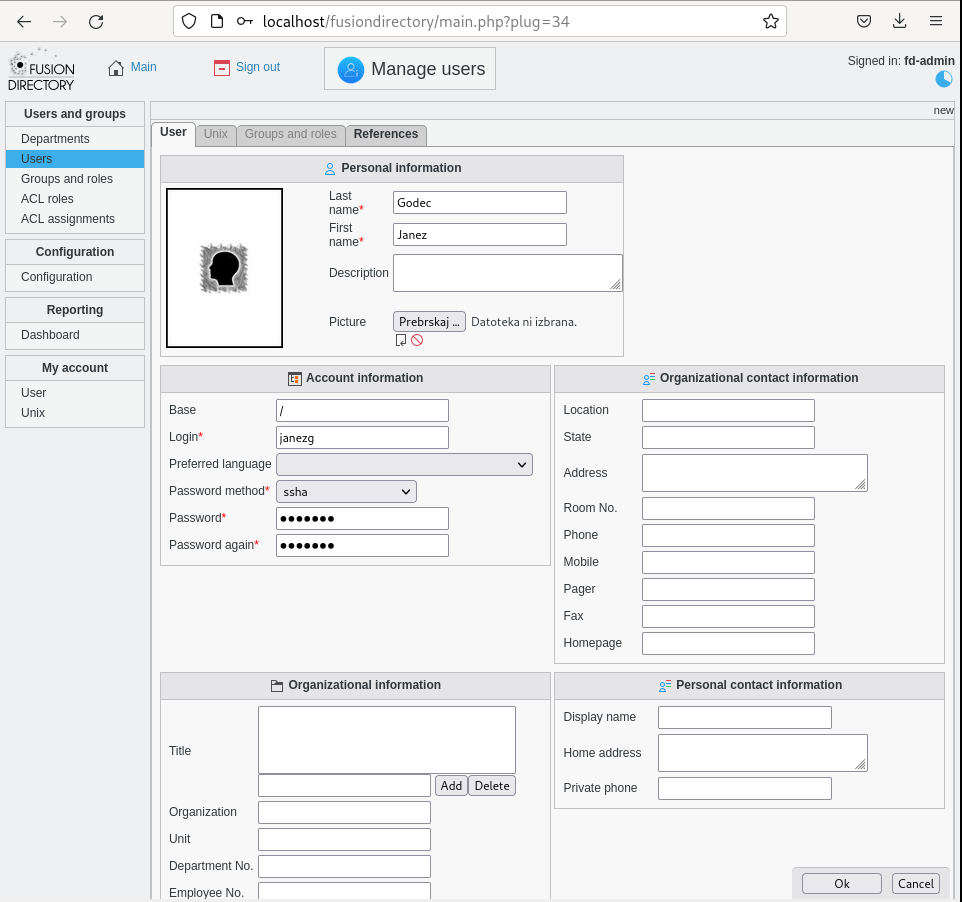 localhost/fusiondirectory/main.php?plug=34
FUSION
DIRECTORY
Main
Sign out
Manage users
Signed in: fd-admin
Users and groups
Departments
Users
Groups and roles
ACL roles
ACL assignments
Configuration
Configuration
Reporting
Dashboard
My account
User
Unix
new
User
Unix
Groups and roles
References
Personal information
Last
name*
Godec
First
name*
Janez
Description
Picture
Prebrskaj ...
Datoteka ni izbrana.
Account information
Base
/
Login*
janezg
Preferred language
Password method*
ssha
Password*
●●●●●●●
Password again*
●●●●●●●
Organizational contact information
Location
State
Address
Room No.
Phone
Mobile
Pager
Fax
Homepage
Organizational information
Title
Add
Delete
Organization
Unit
Department No.
Employee No.
Personal contact information
Display name
Home address
Private phone
Ok
Cancel